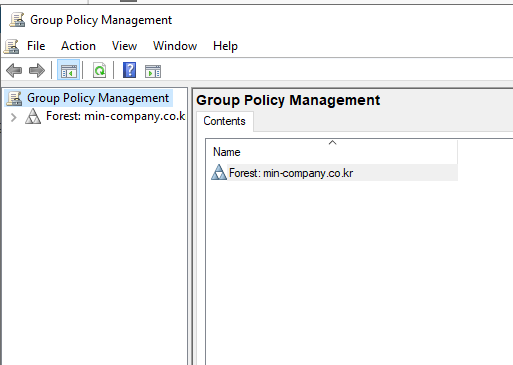 Group Policy Management
File Action View Window Help
Group Policy Management
Forest: min-company.co.k
Group Policy Management
Contents
Name
Forest: min-company.co.kr